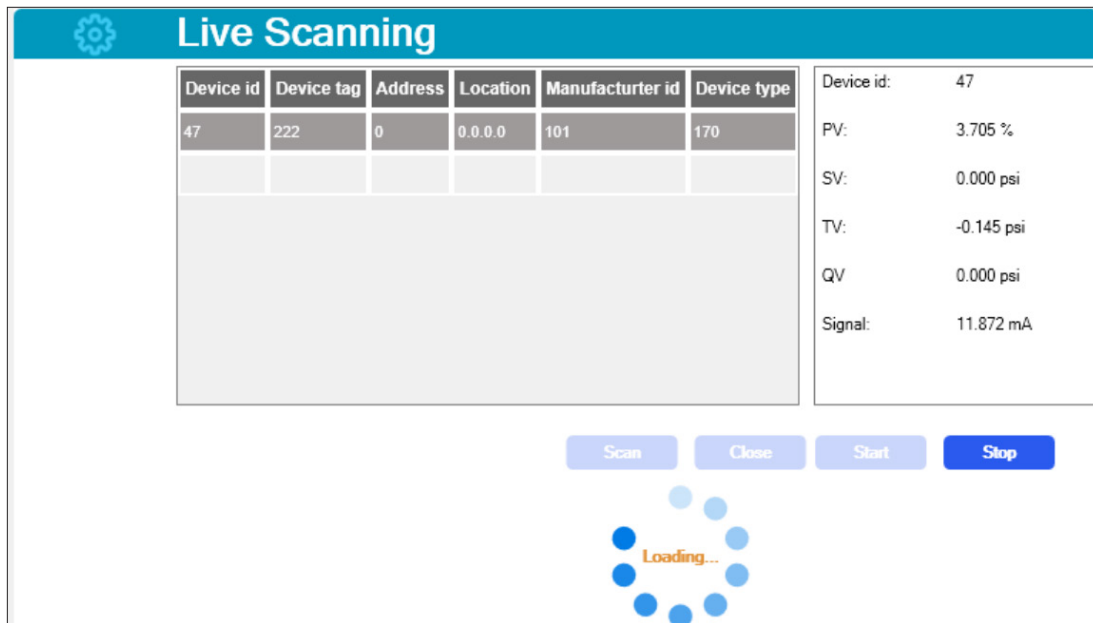 Live Scanning
Device id Device tag Address Location Manufacturter id Device type
47 222 0 0.0.0.0 101 170
Device id: 47
PV: 3.705 %
SV: 0.000 psi
TV: -0.145 psi
QV 0.000 psi
Signal: 11.872 mA
Scan Close Start Stop
Loading...